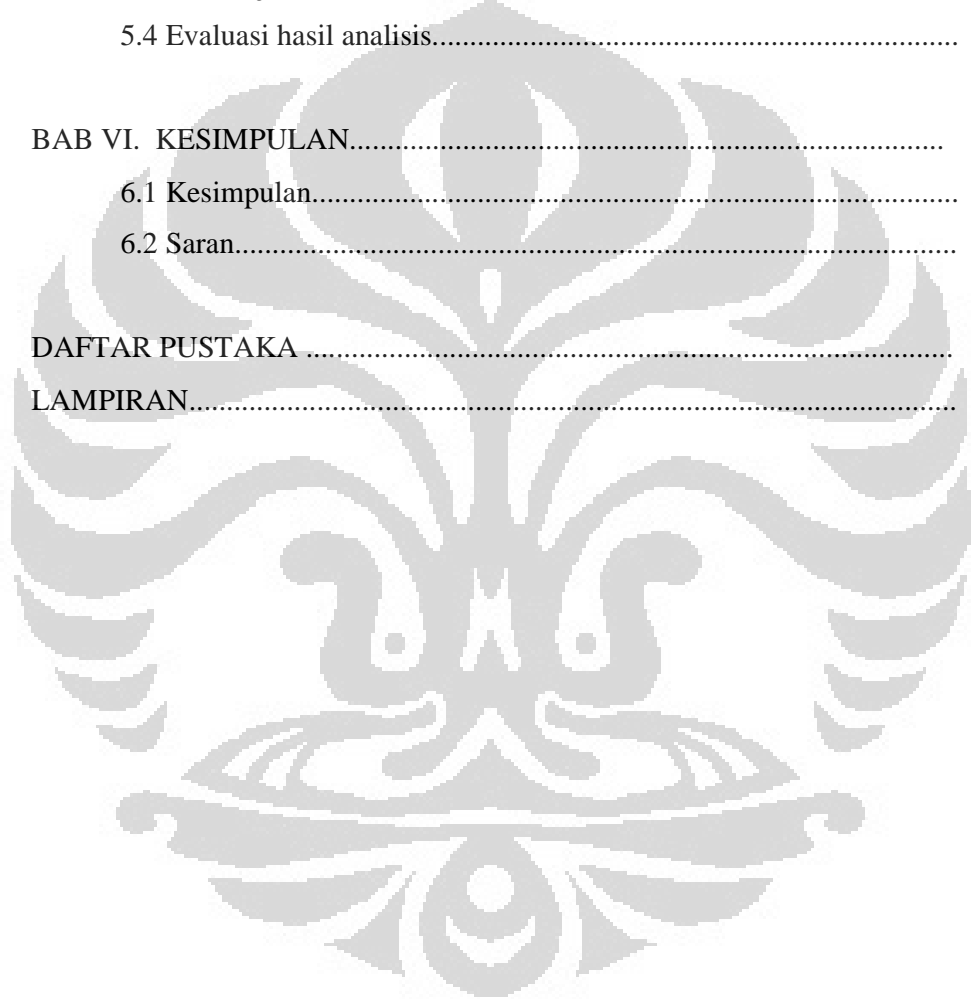 5.4 Evaluasi hasil analisis.....................................................................................
BAB VI.  KESIMPULAN..................................................................................
6.1 Kesimpulan.......................................................................................
6.2 Saran..................................................................................................
DAFTAR PUSTAKA .........................................................................................
LAMPIRAN.........................................................................................................